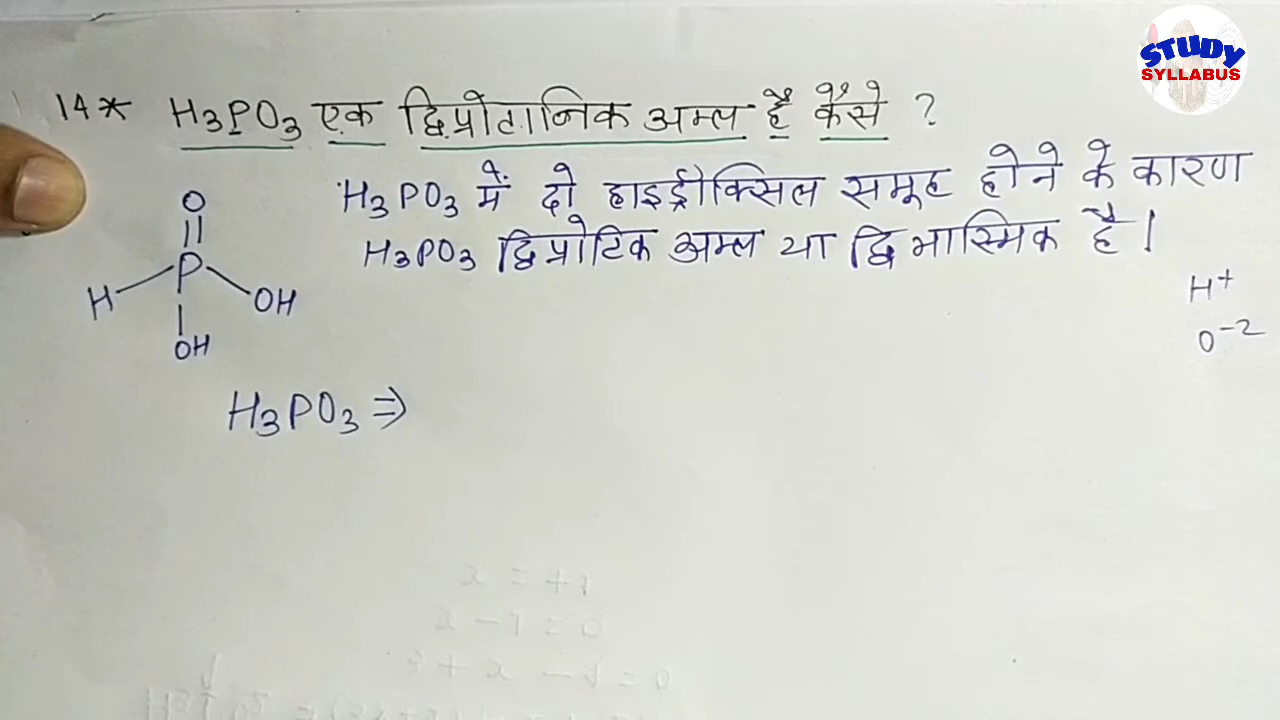 STUDY
SYLLABUS
14* H₃PO₃ एक द्विप्रोटानिक अम्ल है कैसे ?
H₃PO₃ में दो हाइड्रोक्सिल समूह होने के कारण
H₃PO₃ द्विप्रोटिक अम्ल या द्विभास्मिक है।
O
P
H
OH
OH
H⁺
O⁻²
H₃PO₃ ⇒